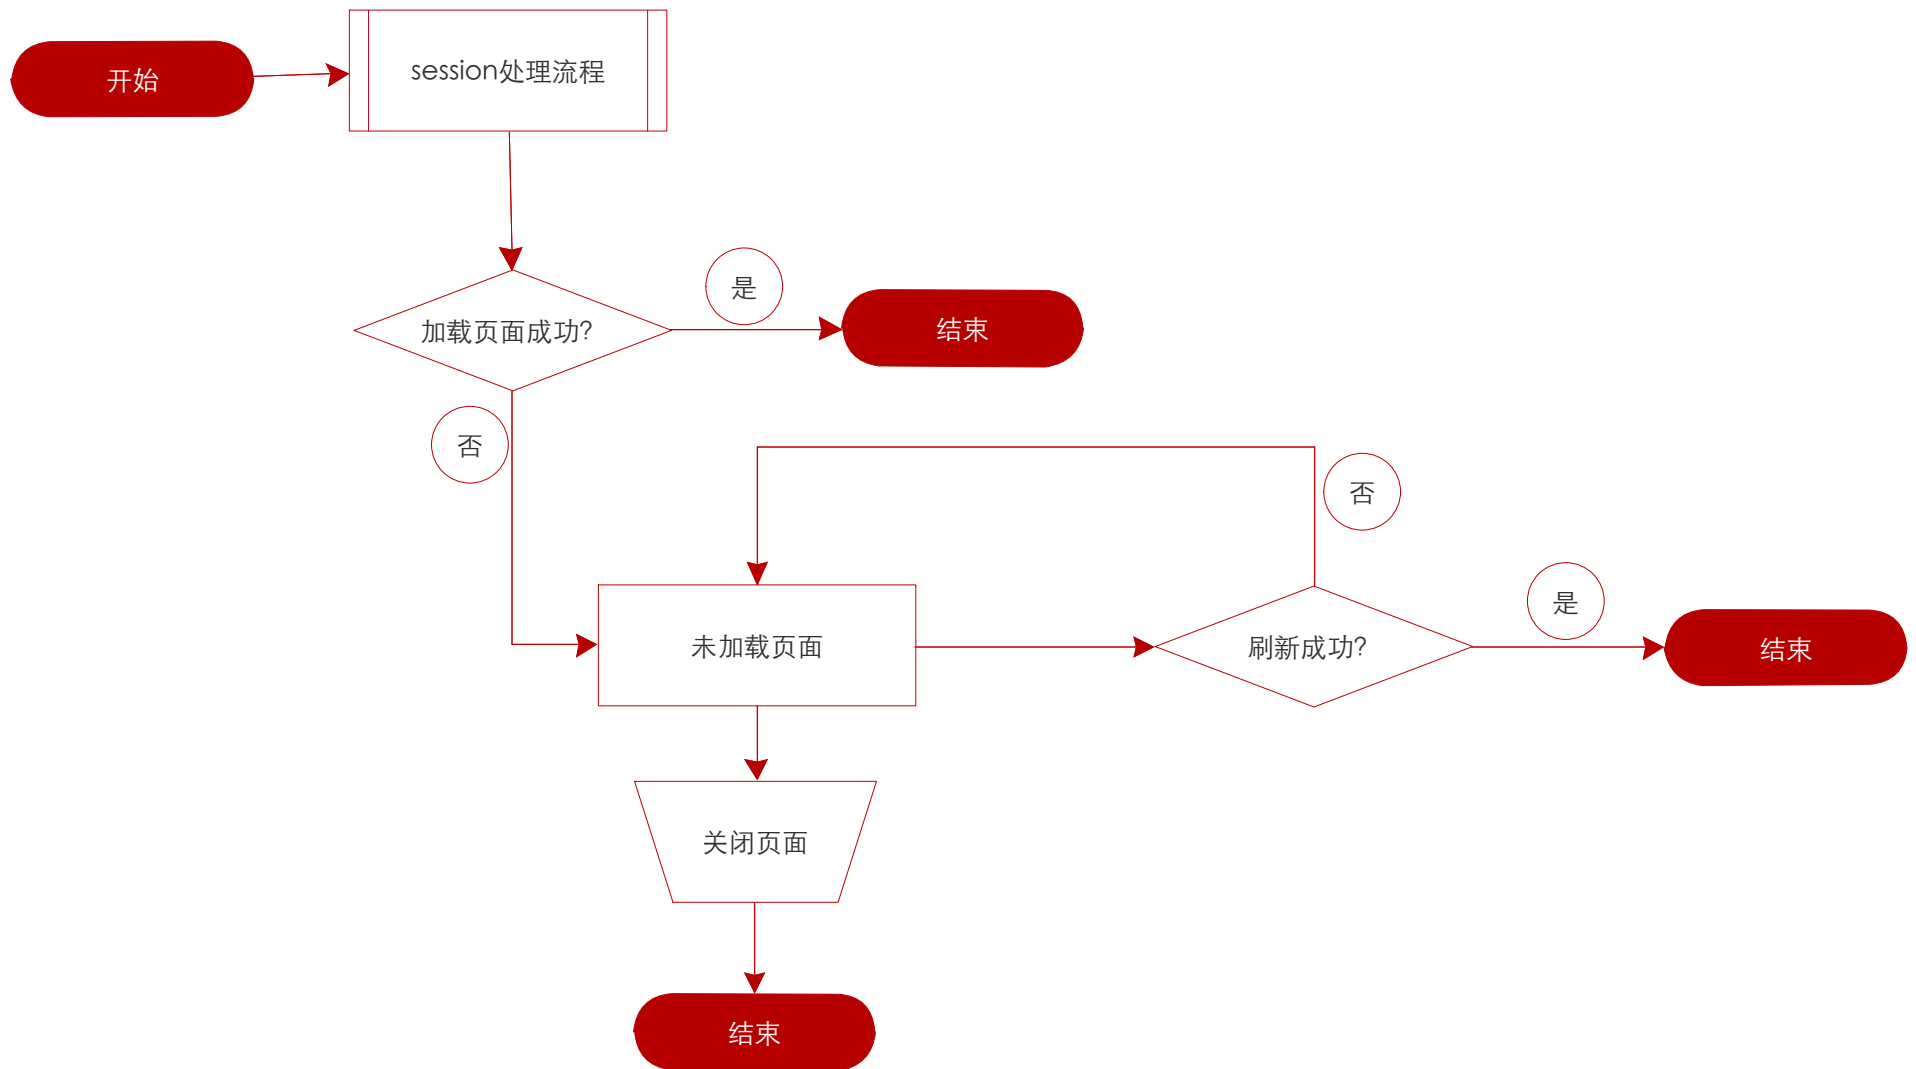 开始
session处理流程
加载页面成功?
是
结束
否
否
未加载页面
刷新成功?
是
结束
关闭页面
结束